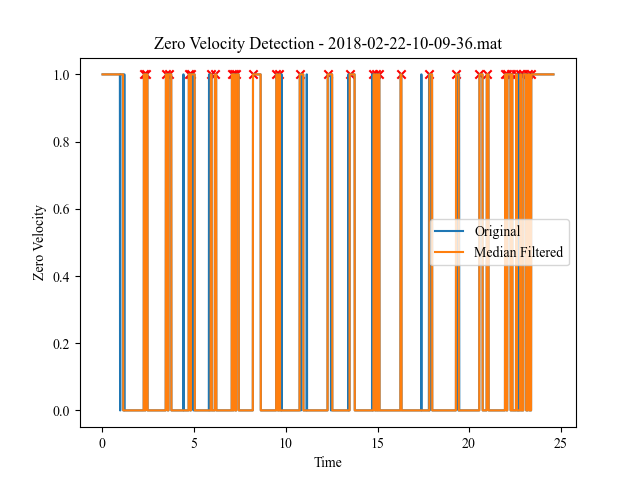 Zero Velocity Detection - 2018-02-22-10-09-36.mat
1.0
0.8
0.6
0.4
0.2
0.0
Zero Velocity
Original
Median Filtered
0
5
10
15
20
25
Time